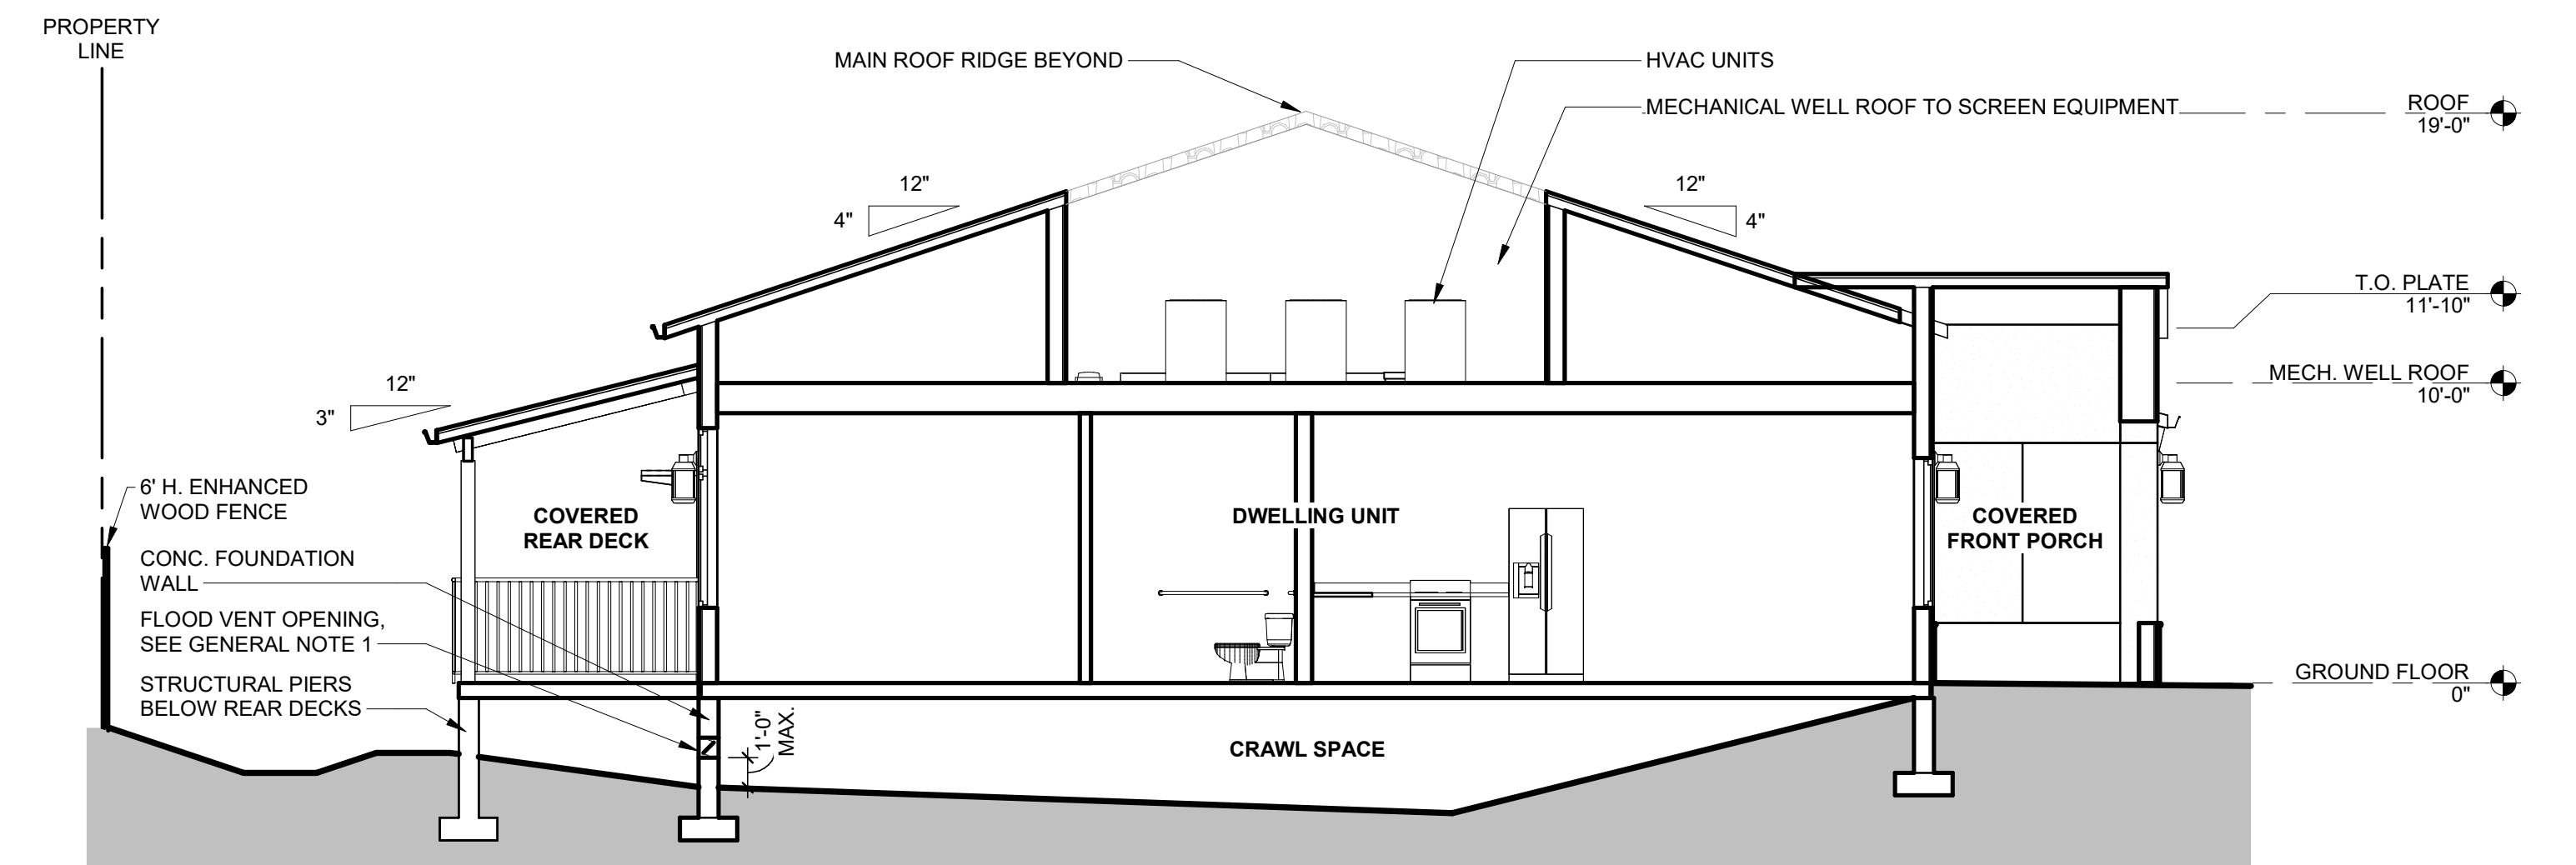 PROPERTY
LINE
MAIN ROOF RIDGE BEYOND
HVAC UNITS
MECHANICAL WELL ROOF TO SCREEN EQUIPMENT
ROOF
19'-0"
12"
4"
12"
4"
T.O. PLATE
11'-10"
MECH. WELL ROOF
10'-0"
12"
3"
6' H. ENHANCED
WOOD FENCE
COVERED
REAR DECK
DWELLING UNIT
COVERED
FRONT PORCH
CONC. FOUNDATION
WALL
FLOOD VENT OPENING,
SEE GENERAL NOTE 1
STRUCTURAL PIERS
BELOW REAR DECKS
GROUND FLOOR
0"
1'-0"
MAX.
CRAWL SPACE